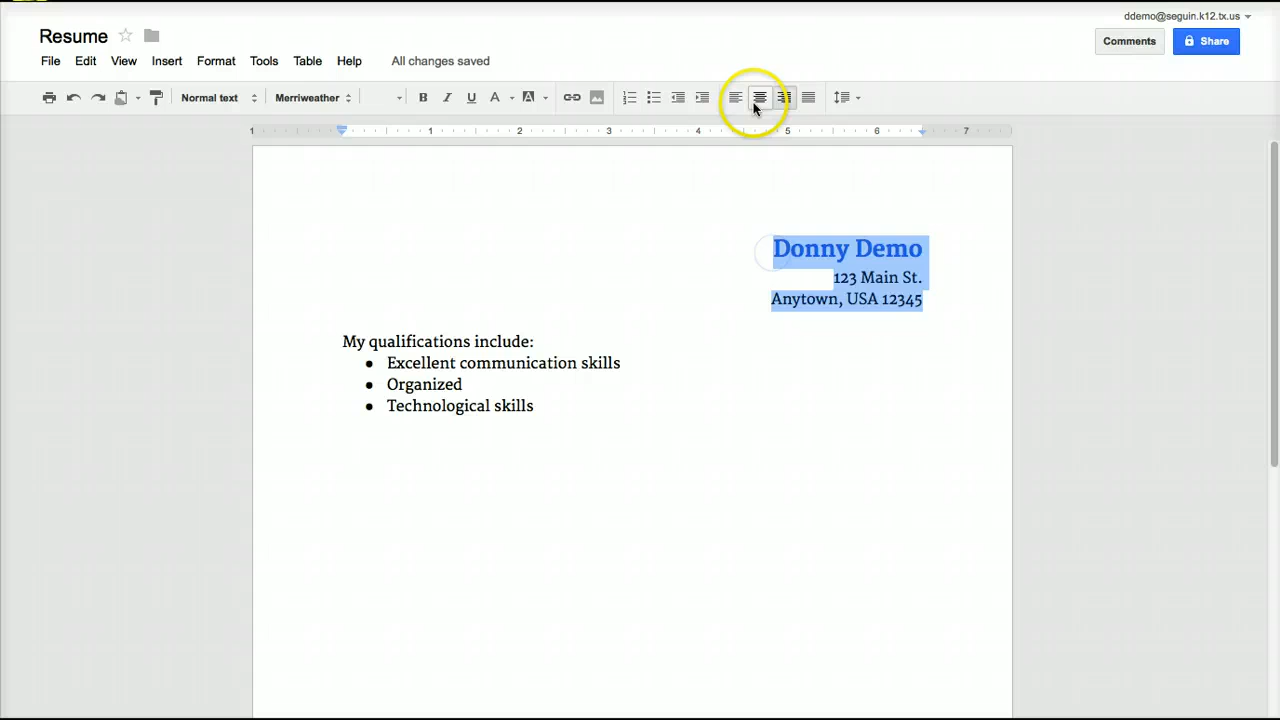 ddemo@seguin.k12.tx.us
Resume
Comments
Share
File Edit View Insert Format Tools Table Help All changes saved
Normal text Merriweather B I U A A
1 1 2 3 4 5 6 7
Donny Demo
123 Main St.
Anytown, USA 12345
My qualifications include:
● Excellent communication skills
● Organized
● Technological skills